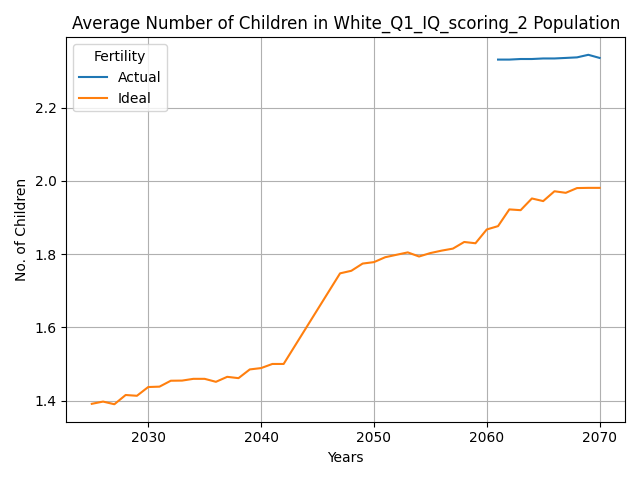 Average Number of Children in White_Q1_IQ_scoring_2 Population
Fertility
Actual
Ideal
No. of Children
2.2
2.0
1.8
1.6
1.4
2030
2040
2050
2060
2070
Years